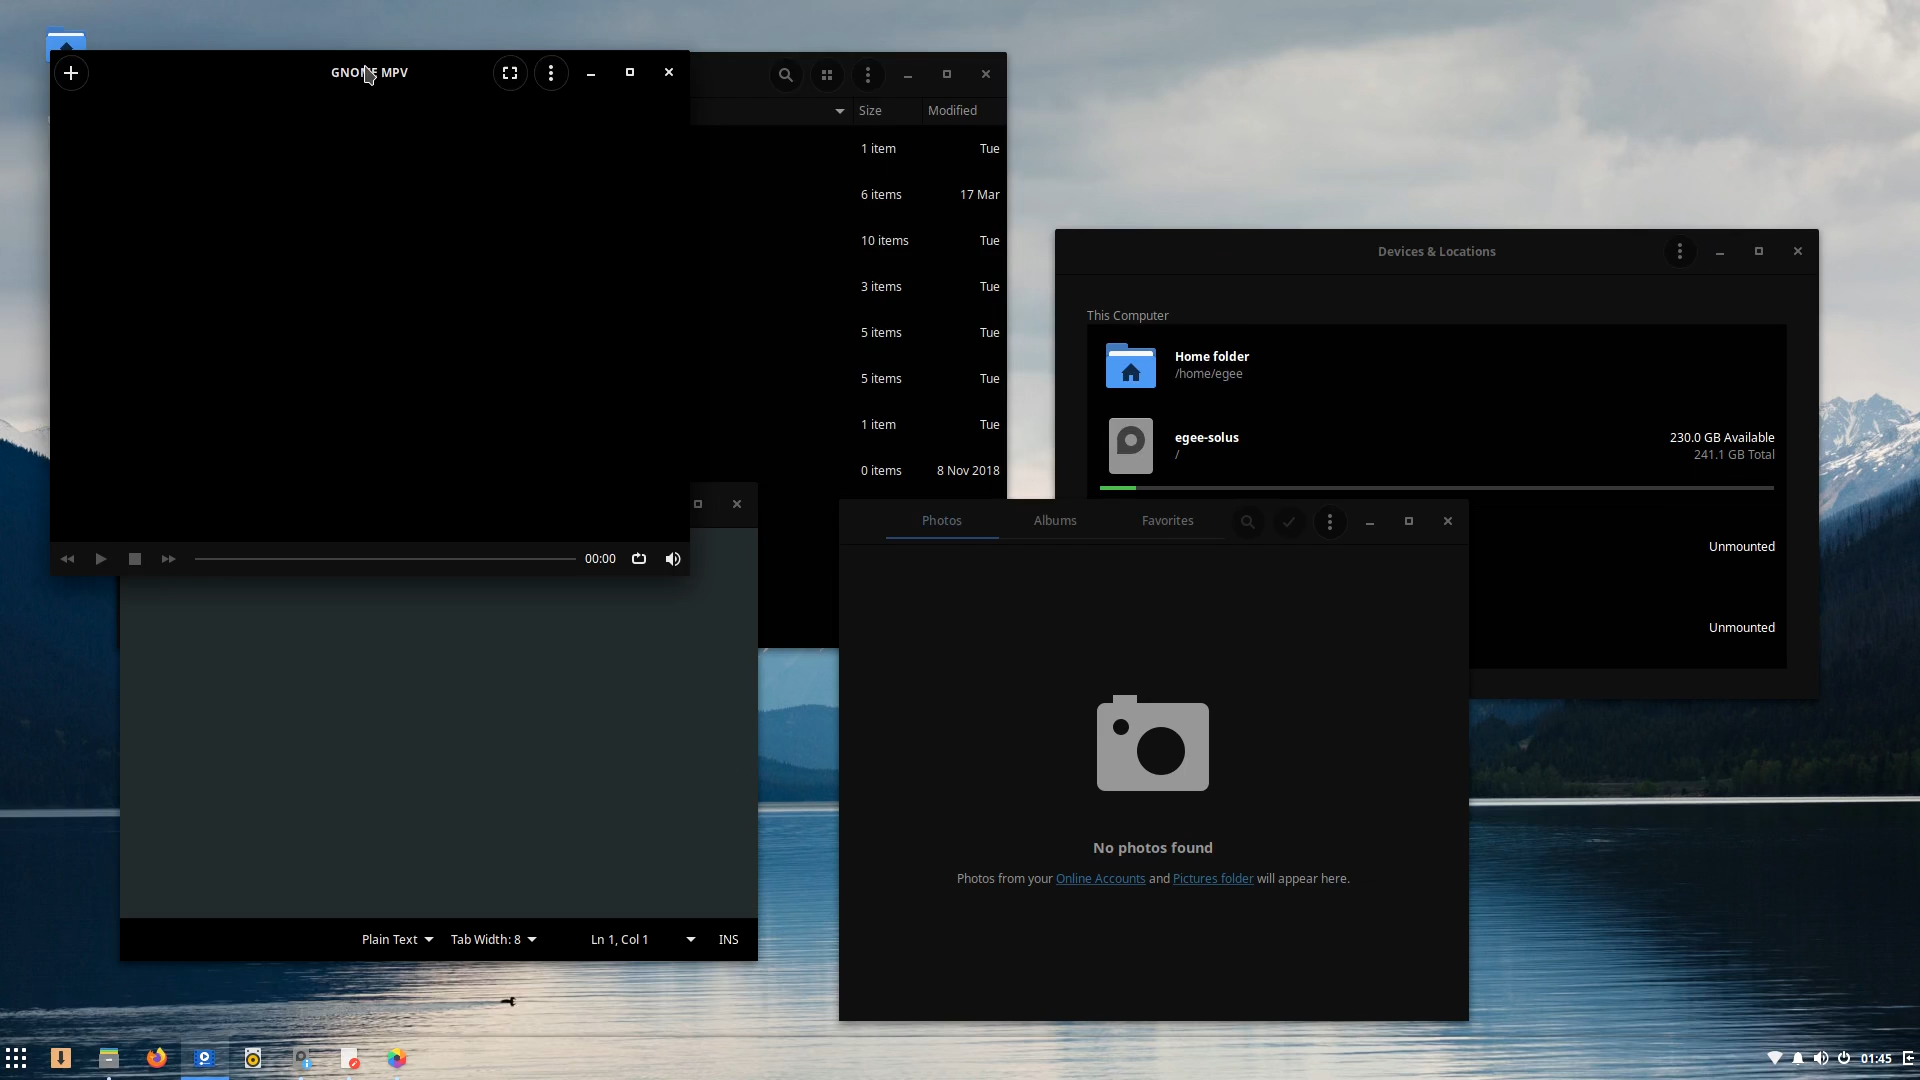 GNOME MPV
00:00
Size
Modified
1 item
Tue
6 items
17 Mar
10 items
Tue
3 items
Tue
5 items
Tue
5 items
Tue
1 item
Tue
0 items
8 Nov 2018
Devices & Locations
This Computer
Home folder
/home/egee
egee-solus
/
230.0 GB Available
241.1 GB Total
Unmounted
Unmounted
Photos
Albums
Favorites
No photos found
Photos from your Online Accounts and Pictures folder will appear here.
Plain Text
Tab Width: 8
Ln 1, Col 1
INS
01:45